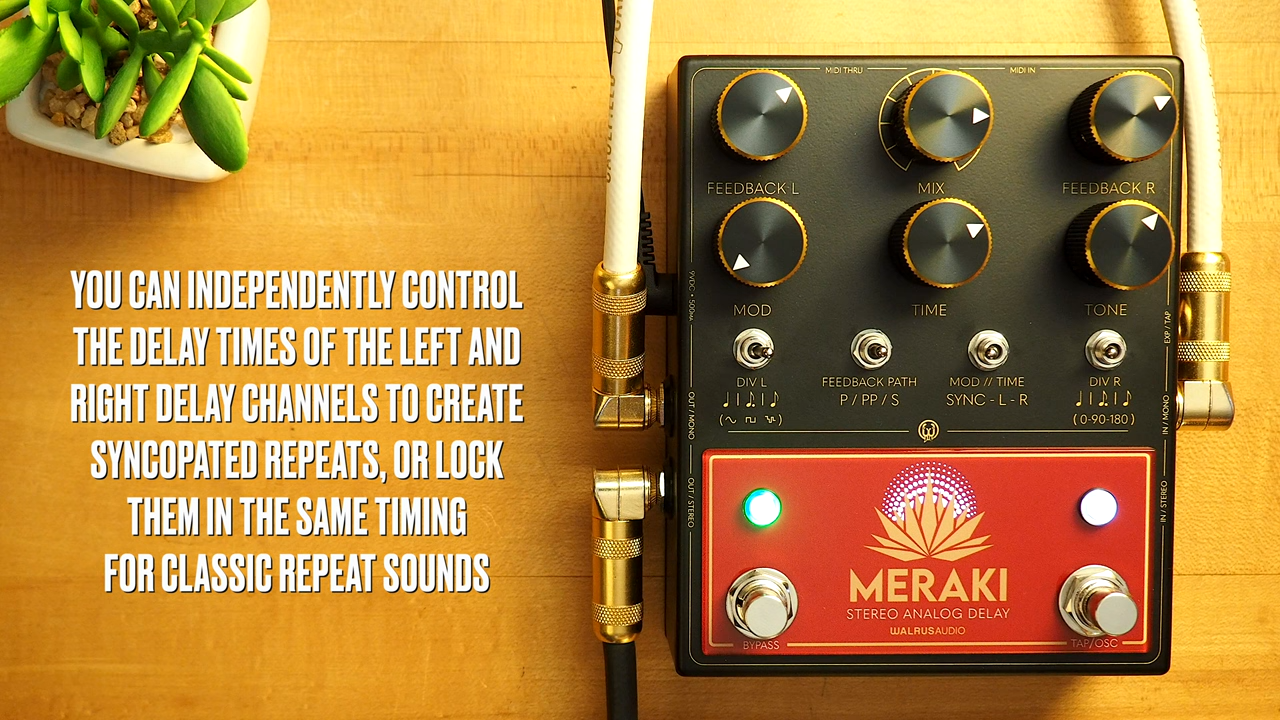 YOU CAN INDEPENDENTLY CONTROL
THE DELAY TIMES OF THE LEFT AND
RIGHT DELAY CHANNELS TO CREATE
SYNCOPATED REPEATS, OR LOCK
THEM IN THE SAME TIMING
FOR CLASSIC REPEAT SOUNDS
MIDI THRU
MIDI IN
FEEDBACK L
MIX
FEEDBACK R
MOD
TIME
TONE
9VDC • 500mA
EXP / TAP
DIV L
FEEDBACK PATH
MOD // TIME
DIV R
P / PP / S
SYNC - L - R
(0-90-180)
OUT / MONO
IN / MONO
OUT / STEREO
IN / STEREO
MERAKI
STEREO ANALOG DELAY
WALRUSAUDIO
BYPASS
TAP/OSC